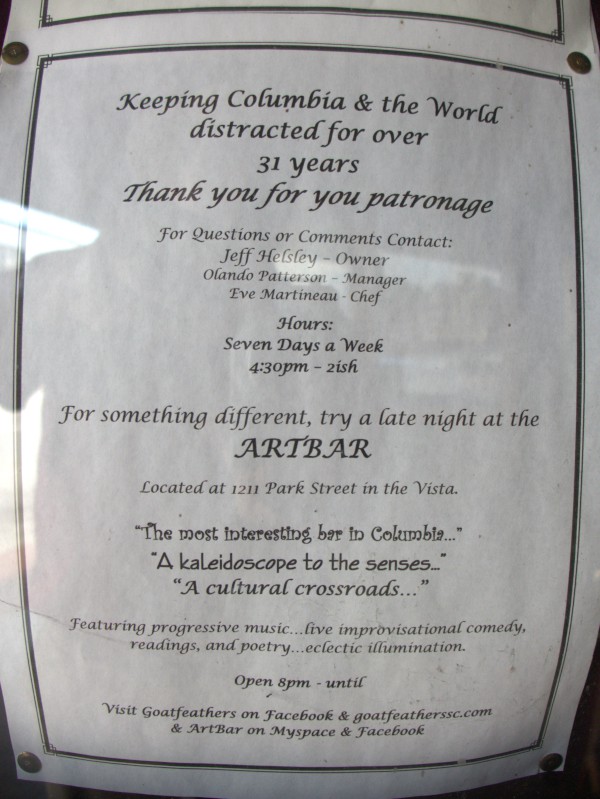 Keeping Columbia & the World
distracted for over
31 years
Thank you for you patronage
For Questions or Comments Contact:
Jeff Helsley – Owner
Olando Patterson – Manager
Eve Martineau - Chef
Hours:
Seven Days a Week
4:30pm – 2ish
For something different, try a late night at the
ARTBAR
Located at 1211 Park Street in the Vista.
"The most interesting bar in Columbia..."
"A kaleidoscope to the senses..."
"A cultural crossroads..."
Featuring progressive music...live improvisational comedy,
readings, and poetry...eclectic illumination.
Open 8pm - until
Visit Goatfeathers on Facebook & goatfeatherssc.com
& ArtBar on Myspace & Facebook